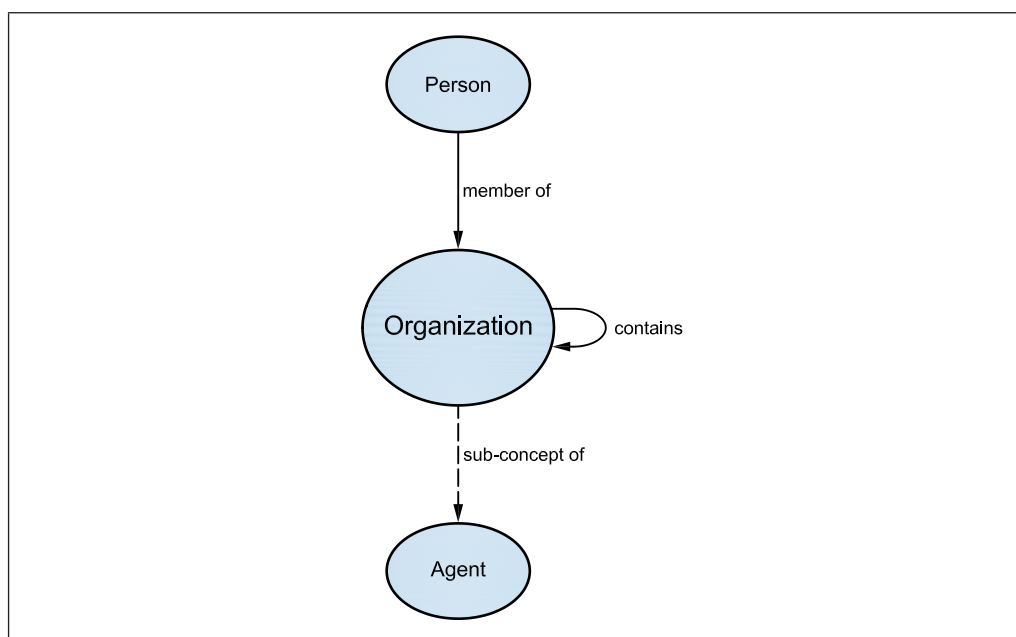 Person
member of
Organization
contains
sub-concept of
Agent